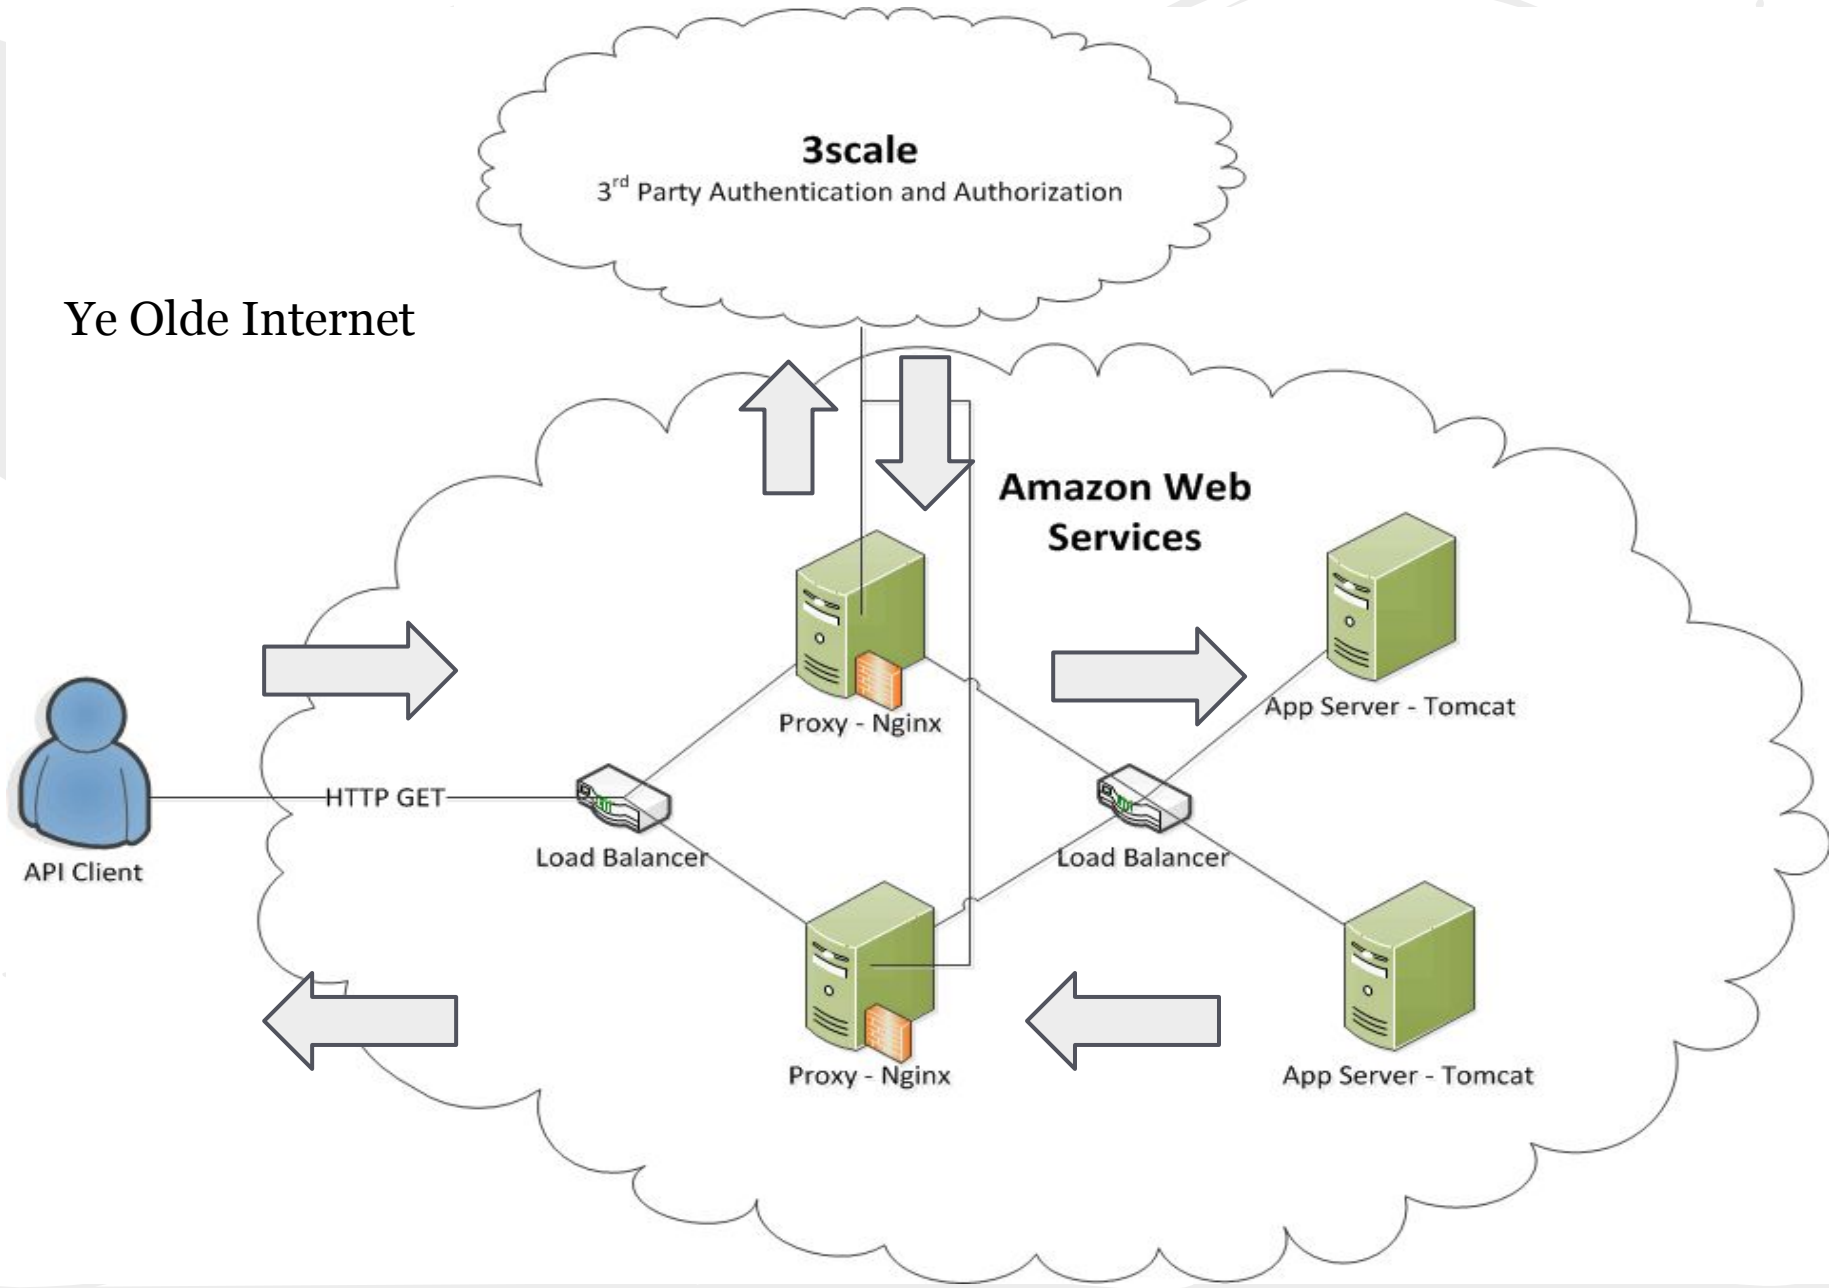 3scale
3rd Party Authentication and Authorization
Ye Olde Internet
Amazon Web
Services
App Server - Tomcat
Proxy - Nginx
HTTP GET
Load Balancer
Load Balancer
API Client
Proxy - Nginx
App Server - Tomcat